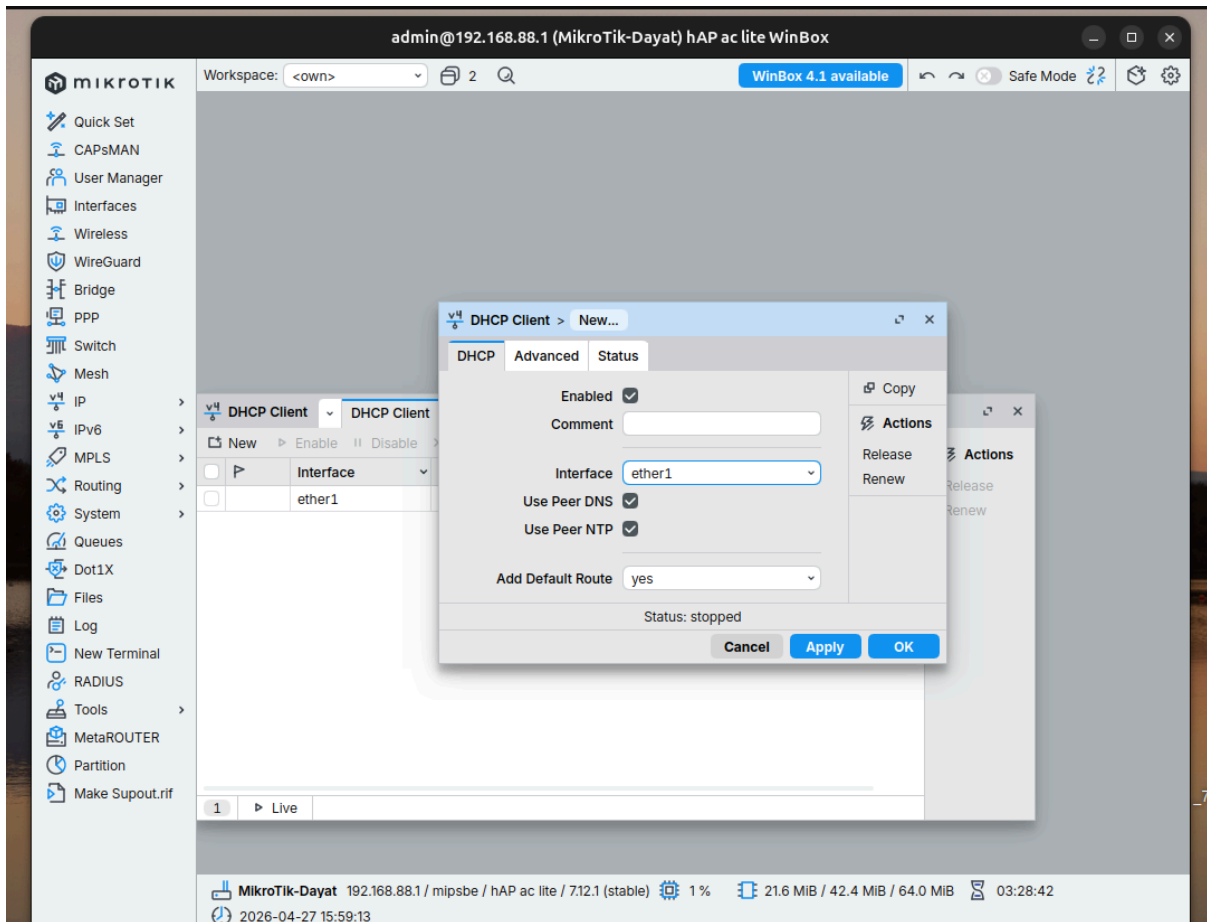 admin@192.168.88.1 (MikroTik-Dayat) hAP ac lite WinBox
MIKROTIK
Workspace: <own> 2 WinBox 4.1 available Safe Mode
Quick Set
CAPsMAN
User Manager
Interfaces
Wireless
WireGuard
Bridge
PPP
Switch
Mesh
IP
IPv6
MPLS
Routing
System
Queues
Dot1X
Files
Log
New Terminal
RADIUS
Tools
MetaROUTER
Partition
Make Supout.rif
DHCP Client > New...
DHCP Advanced Status
Enabled
Comment
Interface ether1
Use Peer DNS
Use Peer NTP
Add Default Route yes
Status: stopped
Cancel Apply OK
Copy
Actions
Release
Renew
DHCP Client DHCP Client
New Enable Disable
Interface
ether1
Actions
Release
Renew
1 Live
MikroTik-Dayat 192.168.88.1 / mipsbe / hAP ac lite / 7.12.1 (stable) 1 % 21.6 MiB / 42.4 MiB / 64.0 MiB 03:28:42
2026-04-27 15:59:13